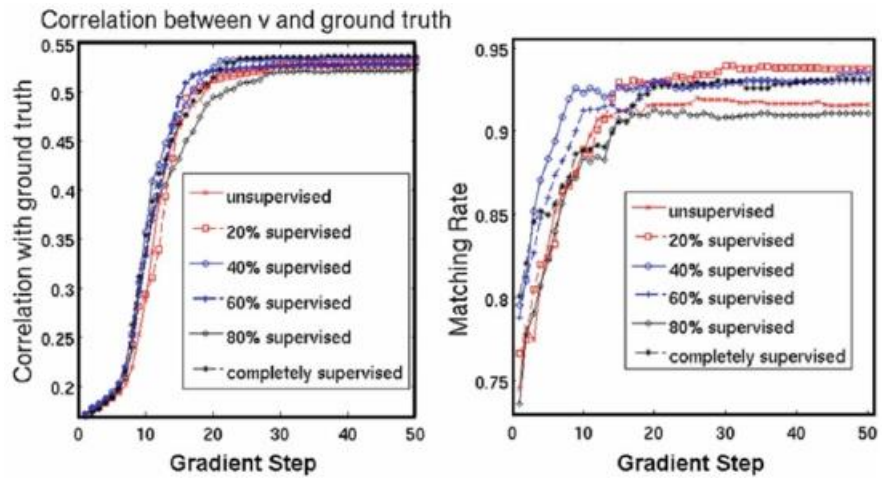 Correlation between v and ground truth
Correlation with ground truth
0.55
0.5
0.45
0.4
0.35
0.3
0.25
0.2
unsupervised
20% supervised
40% supervised
60% supervised
80% supervised
completely supervised
0 10 20 30 40 50
Gradient Step
Matching Rate
0.95
0.9
0.85
0.8
0.75
unsupervised
20% supervised
40% supervised
60% supervised
80% supervised
completely supervised
0 10 20 30 40 50
Gradient Step